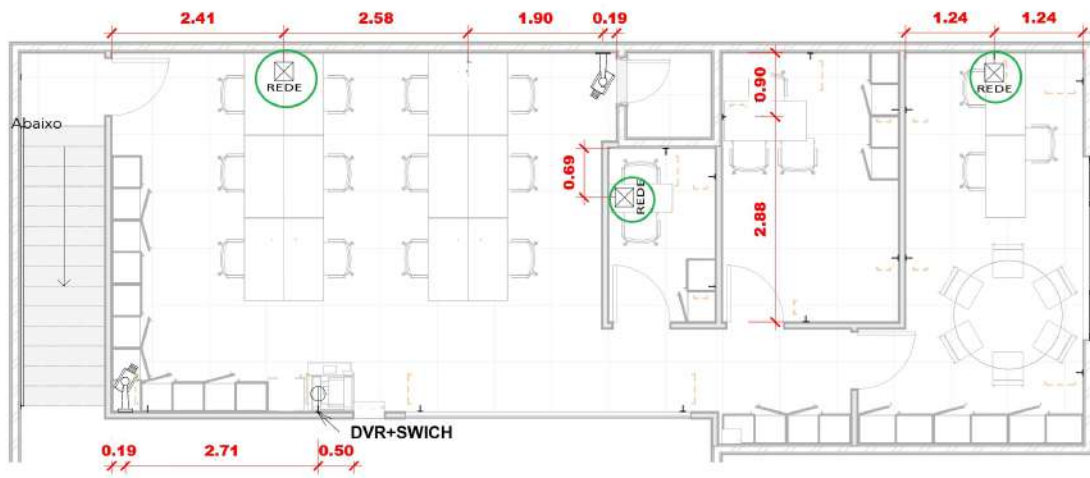 2.41 2.58 1.90 0.19 1.24 1.24
REDE
REDE
0.90
Abaixo
0.69
REDE
2.88
DVR+SWICH
0.19 2.71 0.50